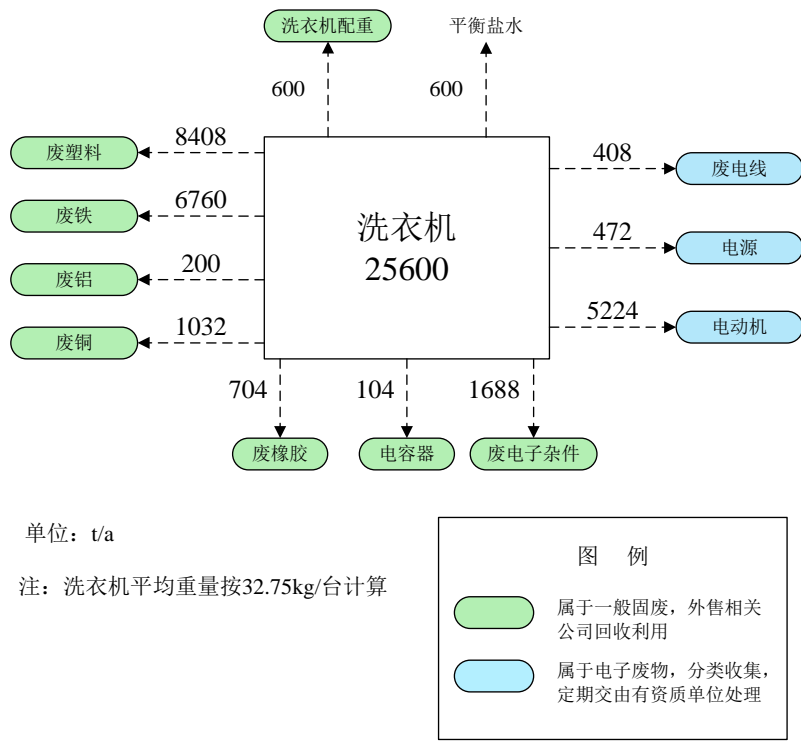 洗衣机配重
平衡盐水
600
600
废塑料
8408
废铁
6760
废铝
200
废铜
1032
洗衣机
25600
408
废电线
472
电源
5224
电动机
704
104
1688
废橡胶
电容器
废电子杂件
单位：t/a
注：洗衣机平均重量按32.75kg/台计算
图 例
属于一般固废，外售相关
公司回收利用
属于电子废物，分类收集，
定期交由有资质单位处理